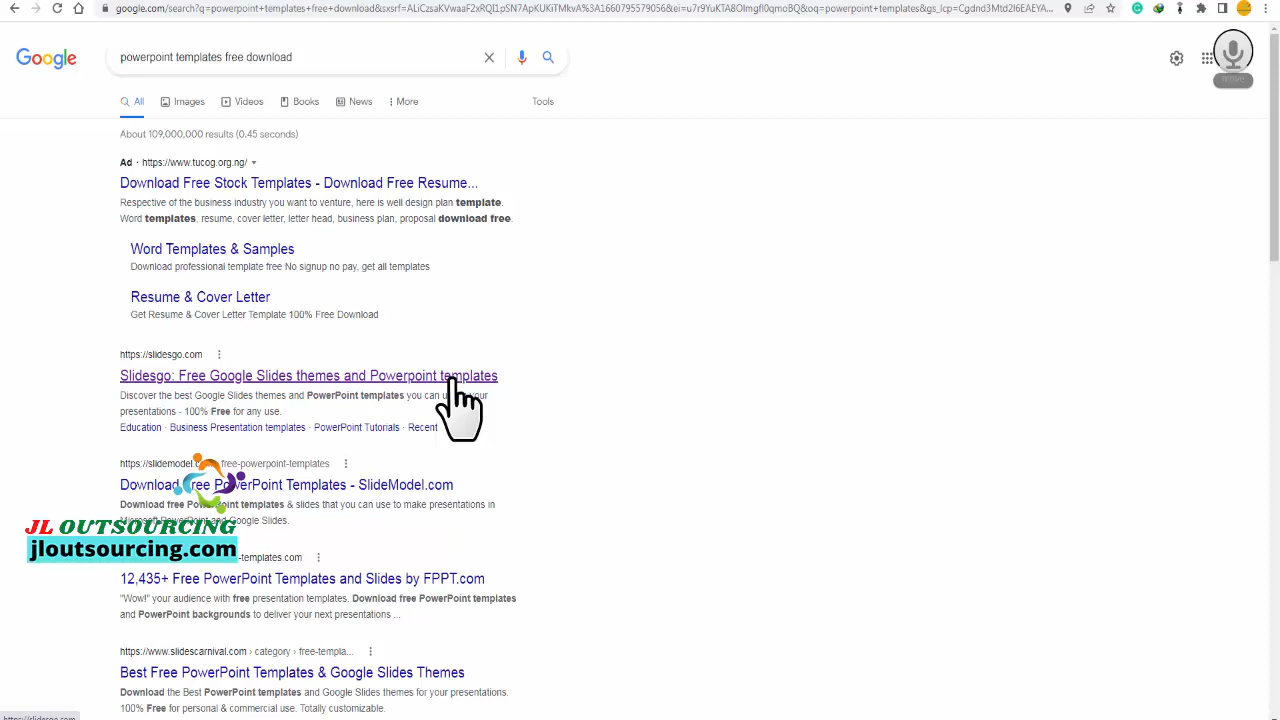 google.com/search?q=powerpoint+templates+free+download
Google
powerpoint templates free download
All
Images
Videos
Books
News
More
Tools
About 109,000,000 results (0.45 seconds)
Ad · https://www.tucog.org.ng/
Download Free Stock Templates - Download Free Resume...
Respective of the business industry you want to venture, here is well design plan template.
Word templates, resume, cover letter, letter head, business plan, proposal download free.
Word Templates & Samples
Download professional template free No signup no pay, get all templates
Resume & Cover Letter
Get Resume & Cover Letter Template 100% Free Download
https://slidesgo.com
Slidesgo: Free Google Slides themes and Powerpoint templates
Discover the best Google Slides themes and PowerPoint templates you can your
presentations - 100% Free for any use.
Education · Business Presentation templates · PowerPoint Tutorials · Recent
https://slidemodel. free-powerpoint-templates
Download free PowerPoint Templates - SlideModel.com
Download free PowerPoint templates & slides that you can use to make presentations in
Microsoft PowerPoint and Google Slides.
JL OUTSOURCING
jloutsourcing.com
-templates.com
12,435+ Free PowerPoint Templates and Slides by FPPT.com
"Wow!" your audience with free presentation templates. Download free PowerPoint templates
and PowerPoint backgrounds to deliver your next presentations ...
https://www.slidescarnival.com › category › free-templa...
Best Free PowerPoint Templates & Google Slides Themes
Download the Best PowerPoint templates and Google Slides themes for your presentations.
100% Free for personal & commercial use. Totally customizable.
https://slidesgo.com